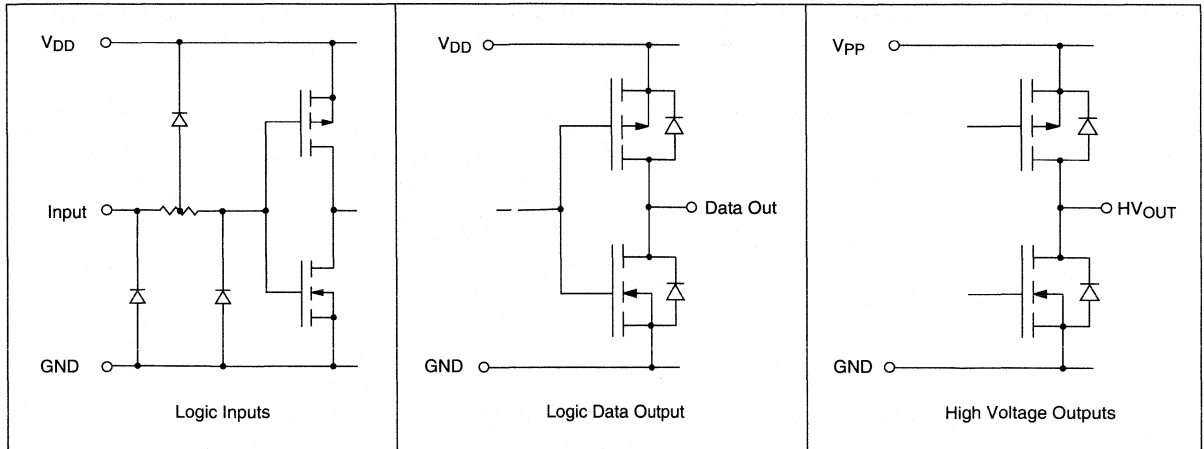 VDD
Input
GND
Logic Inputs
VDD
Data Out
GND
Logic Data Output
VPP
HVOUT
GND
High Voltage Outputs